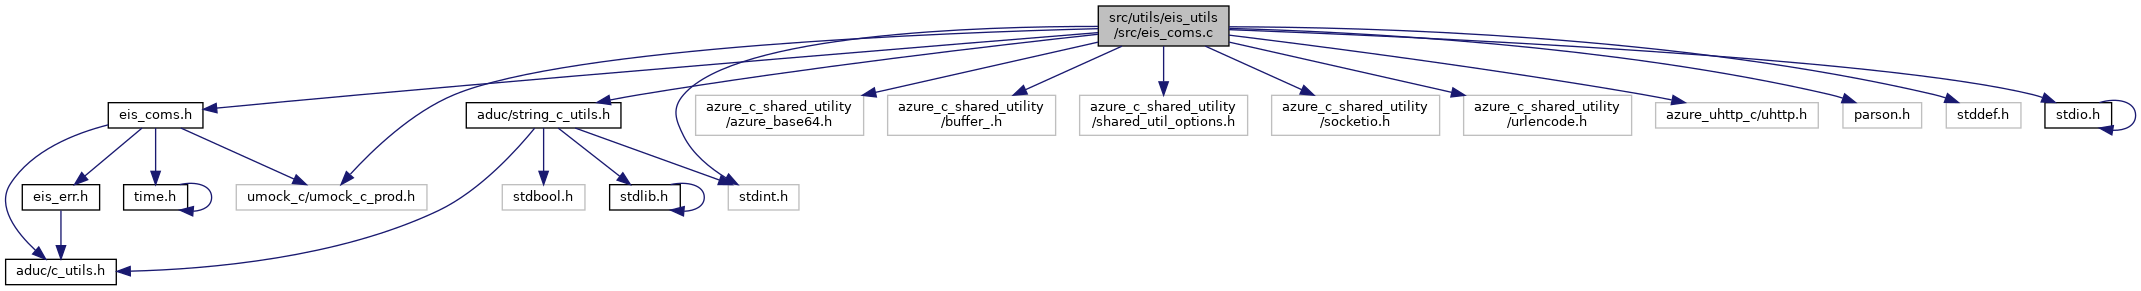 src/utils/eis_utils
/src/eis_coms.c
eis_coms.h
aduc/string_c_utils.h
azure_c_shared_utility
/azure_base64.h
azure_c_shared_utility
/buffer_.h
azure_c_shared_utility
/shared_util_options.h
azure_c_shared_utility
/socketio.h
azure_c_shared_utility
/urlencode.h
azure_uhttp_c/uhttp.h
parson.h
stddef.h
stdio.h
eis_err.h
time.h
umock_c/umock_c_prod.h
stdbool.h
stdlib.h
stdint.h
aduc/c_utils.h